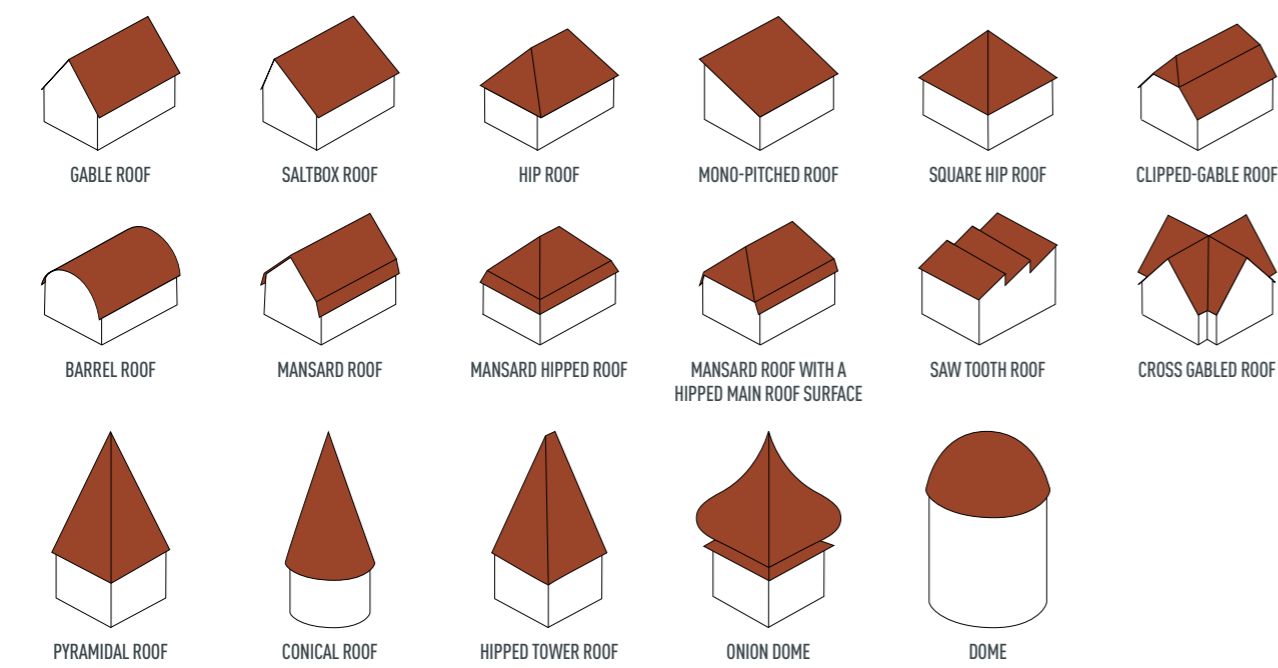 GABLE ROOF
SALTBOX ROOF
HIP ROOF
MONO-PITCHED ROOF
SQUARE HIP ROOF
CLIPPED-GABLE ROOF
BARREL ROOF
MANSARD ROOF
MANSARD HIPPED ROOF
MANSARD ROOF WITH A
HIPPED MAIN ROOF SURFACE
SAW TOOTH ROOF
CROSS GABLED ROOF
PYRAMIDAL ROOF
CONICAL ROOF
HIPPED TOWER ROOF
ONION DOME
DOME